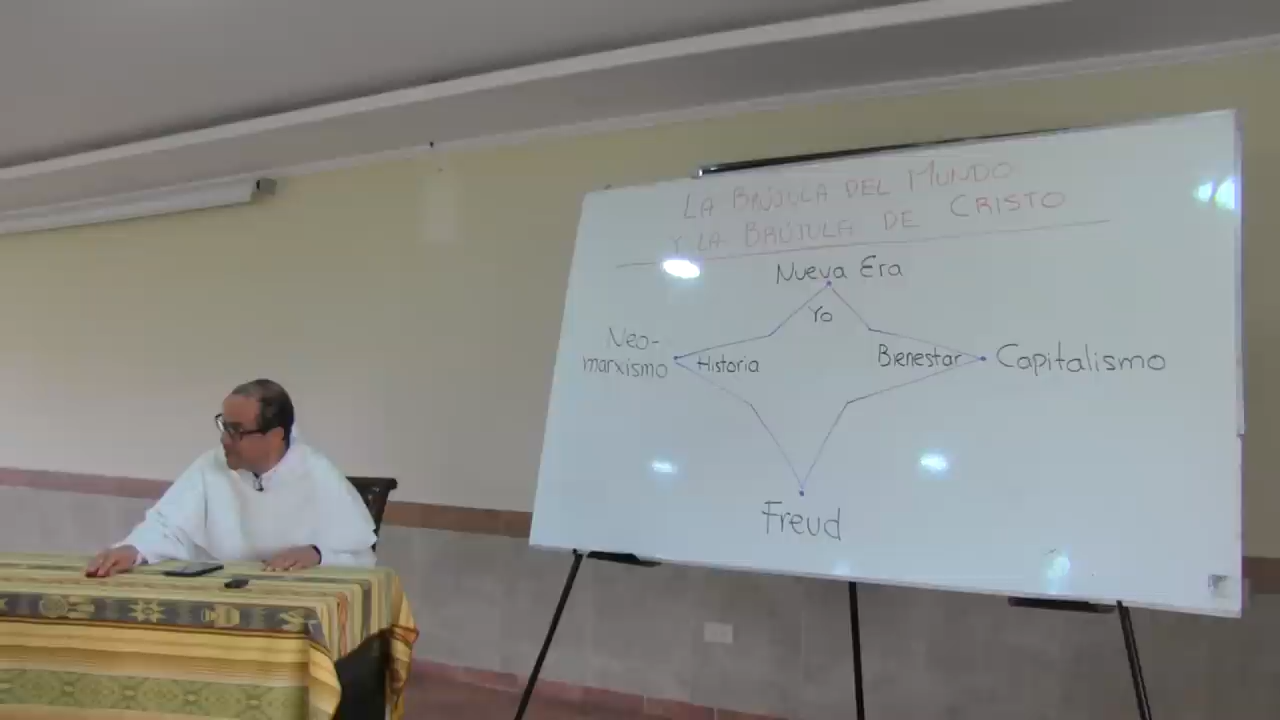 LA BRÚJULA DEL MUNDO
Y LA BRÚJULA DE CRISTO
Nueva Era
Yo
Neo-
marxismo
Historia
Bienestar
Capitalismo
Freud